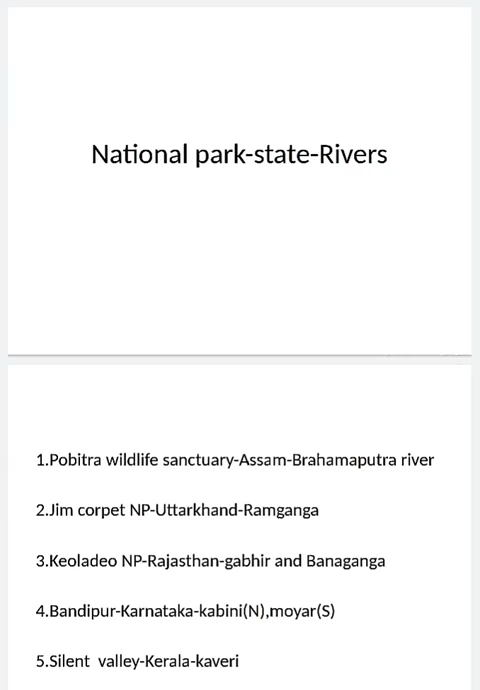 National park-state-Rivers
1.Pobitra wildlife sanctuary-Assam-Brahamaputra river
2.Jim corpet NP-Uttarkhand-Ramganga
3.Keoladeo NP-Rajasthan-gabhir and Banaganga
4.Bandipur-Karnataka-kabini(N),moyar(S)
5.Silent valley-Kerala-kaveri